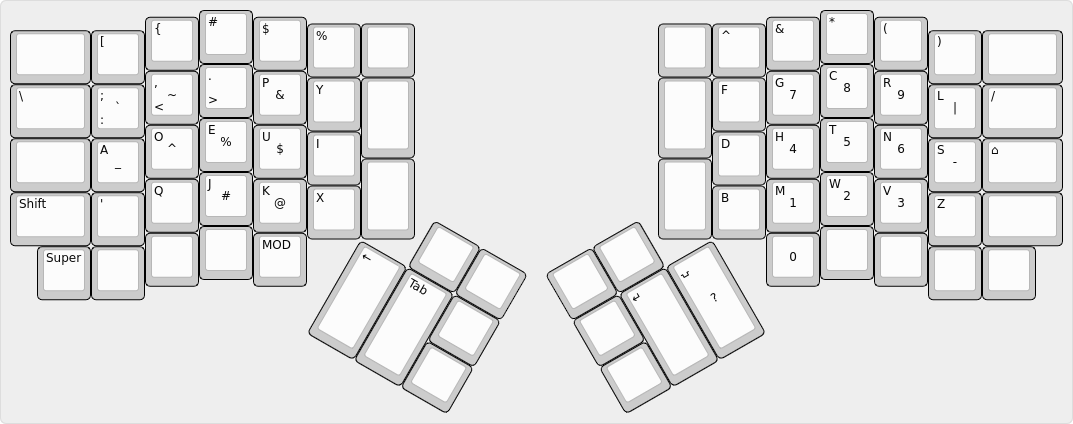 [ { # $ %
^ & * ( )
\ ; ` : , ~ < . > P & Y
F G 7 C 8 R 9 L | /
A _ O ^ E % U $ I
D H 4 T 5 N 6 S - ⌂
Shift ' Q J # K @ X
B M 1 W 2 V 3 Z
Super MOD
0
← Tab
↵ ⤶ ?